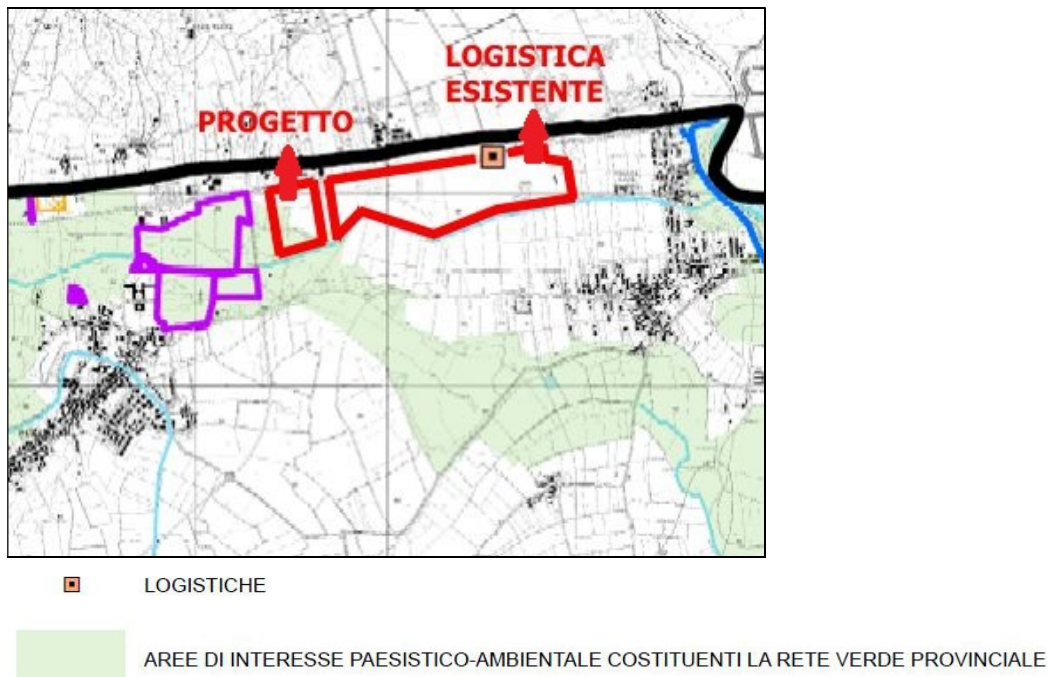 LOGISTICA
ESISTENTE
PROGETTO
LOGISTICHE
AREE DI INTERESSE PAESISTICO-AMBIENTALE COSTITUENTI LA RETE VERDE PROVINCIALE